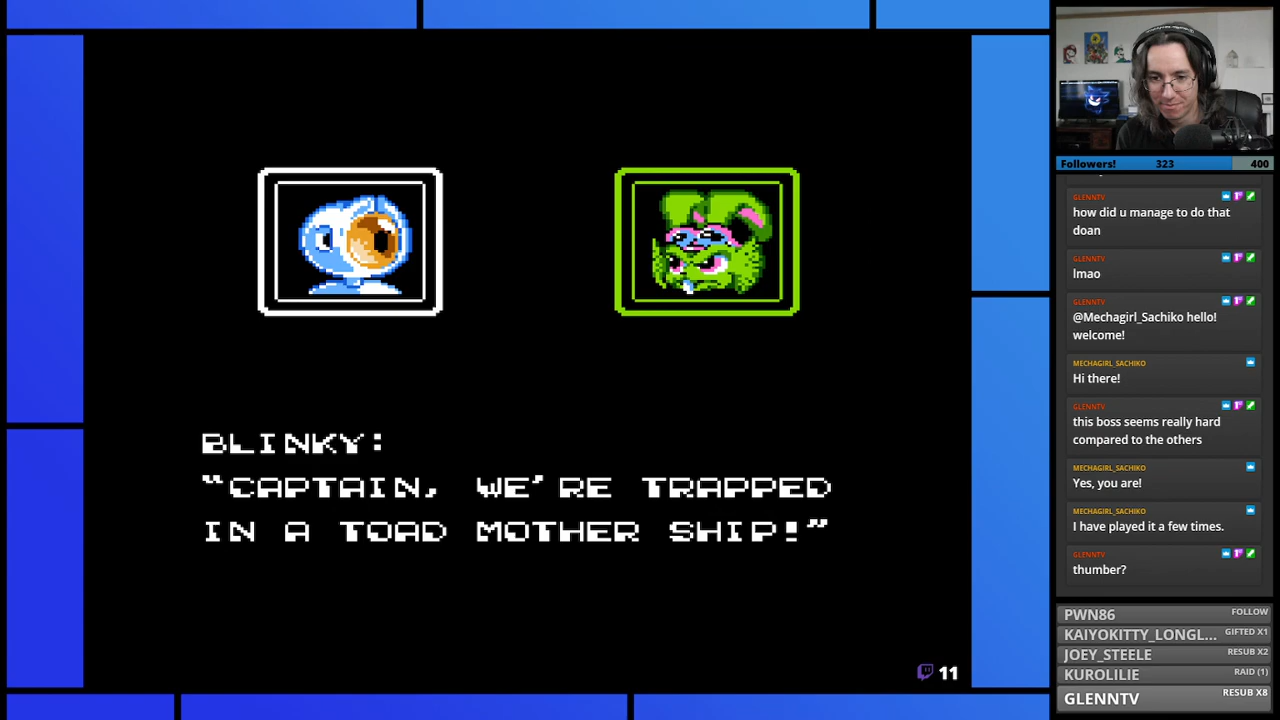 BLINKY:
"CAPTAIN, WE'RE TRAPPED
IN A TOAD MOTHER SHIP!"
11
Followers! 323 400
GLENNTV
how did u manage to do that
doan
GLENNTV
lmao
GLENNTV
@Mechagirl_Sachiko hello!
welcome!
MECHAGIRL_SACHIKO
Hi there!
GLENNTV
this boss seems really hard
compared to the others
MECHAGIRL_SACHIKO
Yes, you are!
MECHAGIRL_SACHIKO
I have played it a few times.
GLENNTV
thumber?
PWN86 FOLLOW
KAIYOKITTY_LONGL... GIFTED X1
JOEY_STEELE RESUB X2
KUROLILIE RAID (1)
GLENNTV RESUB X8